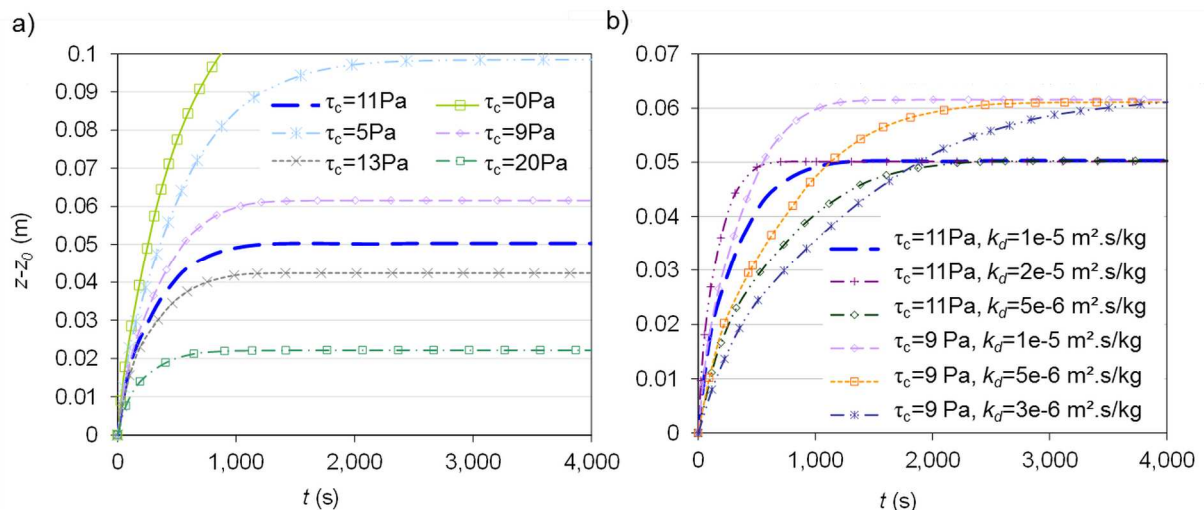 a)
0.1
0.09
0.08
0.07
0.06
0.05
0.04
0.03
0.02
0.01
0
z-z0 (m)
τc=11Pa
τc=0Pa
τc=5Pa
τc=9Pa
τc=13Pa
τc=20Pa
0 1,000 2,000 3,000 4,000
t (s)
b)
0.07
0.06
0.05
0.04
0.03
0.02
0.01
0
τc=11Pa, kd=1e-5 m².s/kg
τc=11Pa, kd=2e-5 m².s/kg
τc=11Pa, kd=5e-6 m².s/kg
τc=9 Pa, kd=1e-5 m².s/kg
τc=9 Pa, kd=5e-6 m².s/kg
τc=9 Pa, kd=3e-6 m².s/kg
0 1,000 2,000 3,000 4,000
t (s)